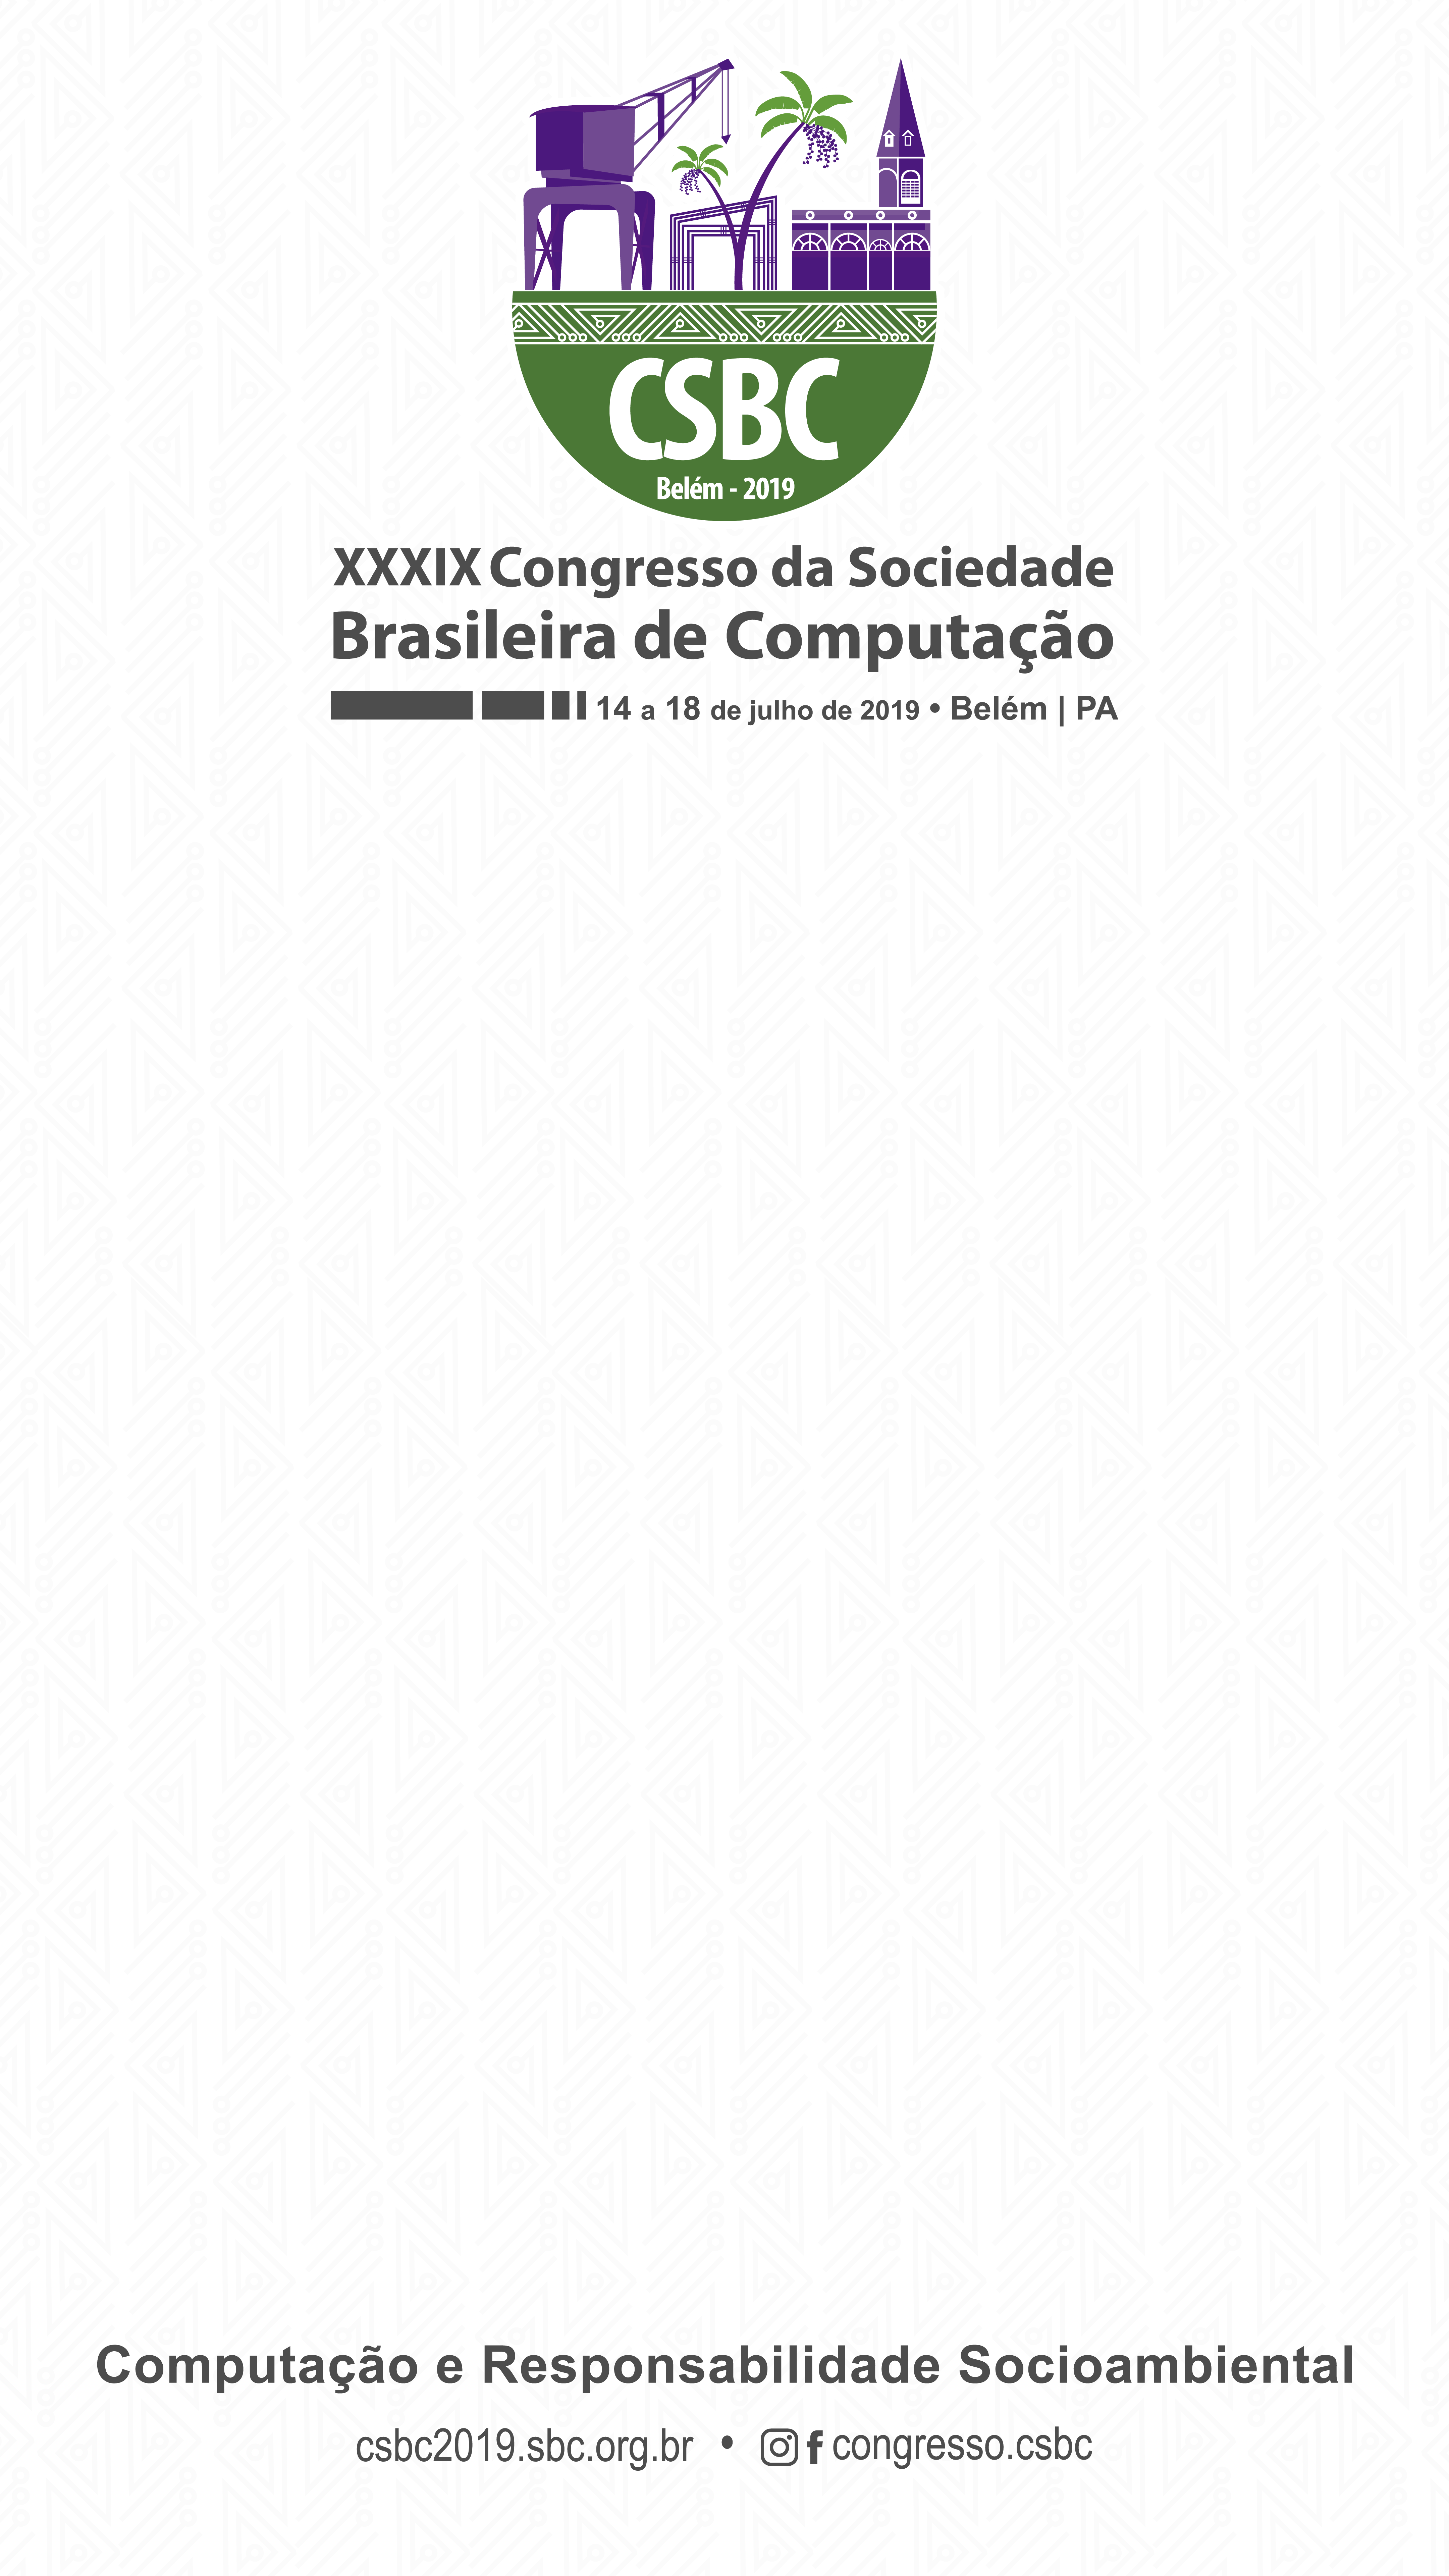 CSBC
Belém - 2019
XXXIX Congresso da Sociedade
Brasileira de Computação
14 a 18 de julho de 2019 • Belém | PA
Computação e Responsabilidade Socioambiental
csbc2019.sbc.org.br • congresso.csbc